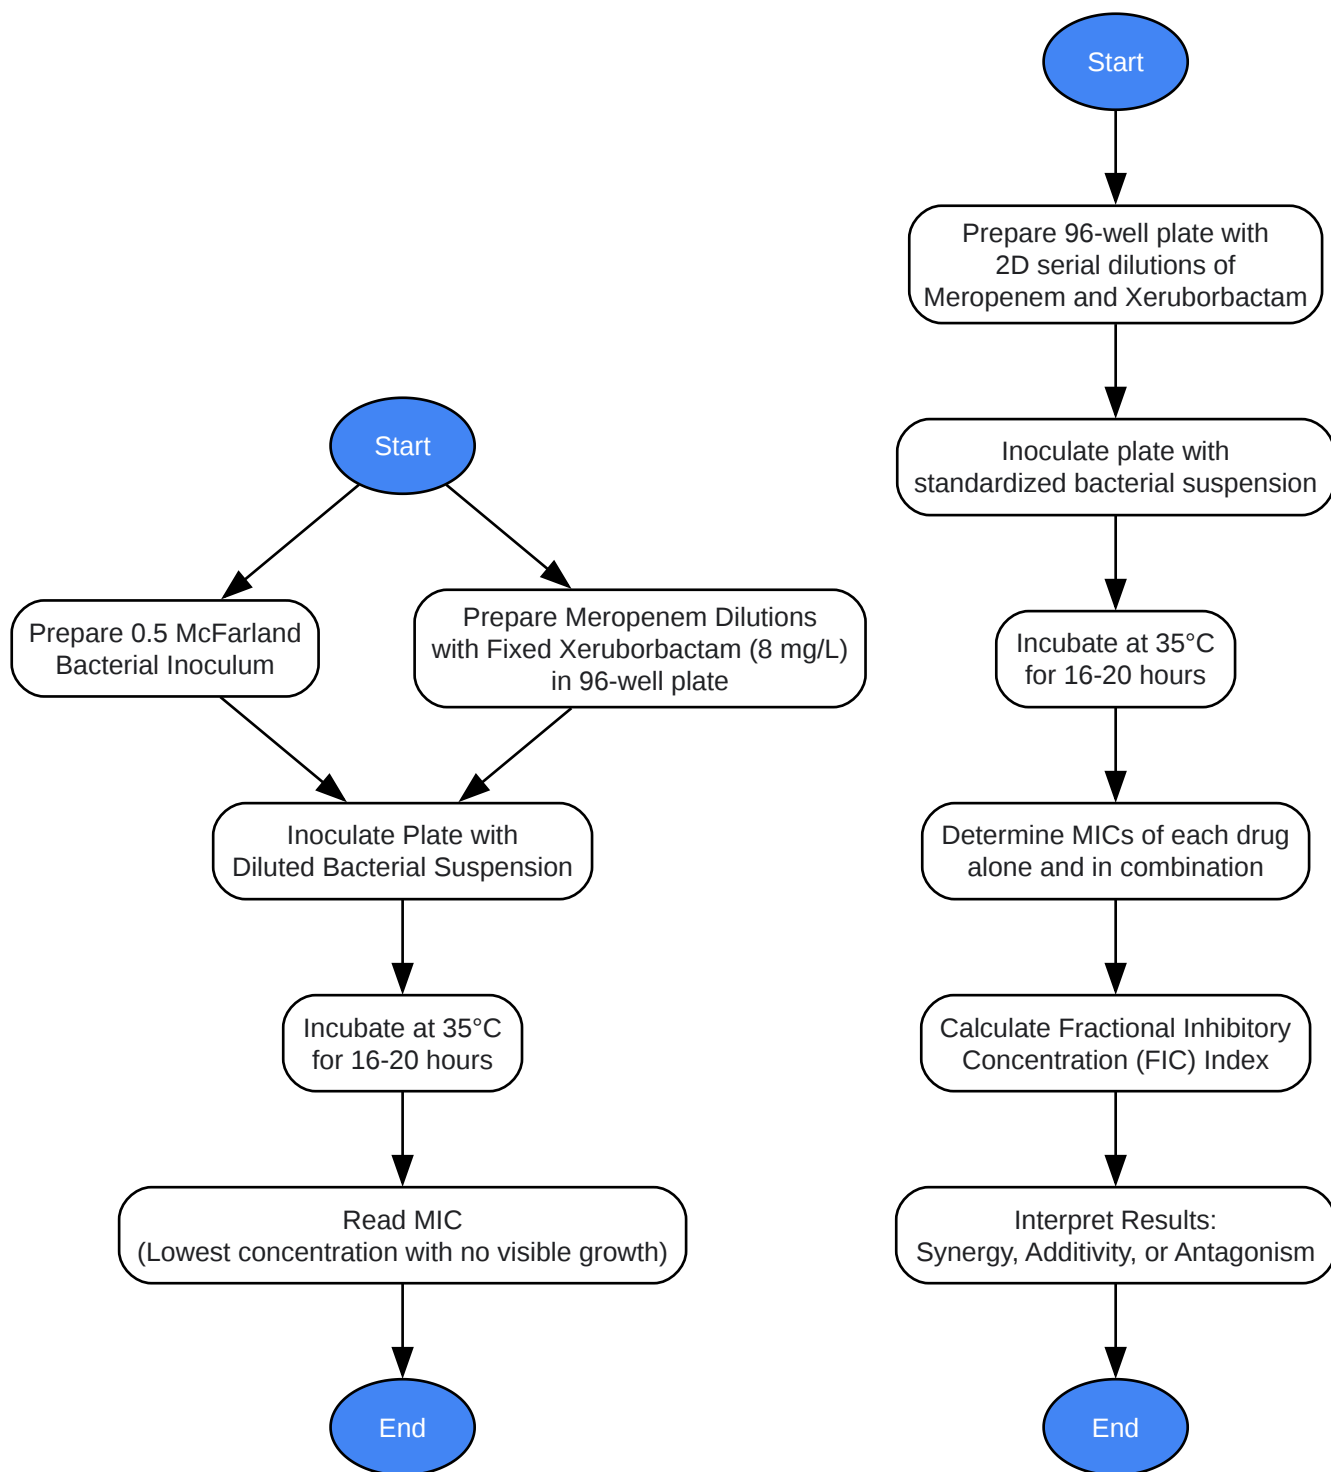 Start
Prepare 0.5 McFarland
Bacterial Inoculum
Prepare Meropenem Dilutions
with Fixed Xeruborbactam (8 mg/L)
in 96-well plate
Inoculate Plate with
Diluted Bacterial Suspension
Incubate at 35°C
for 16-20 hours
Read MIC
(Lowest concentration with no visible growth)
End
Start
Prepare 96-well plate with
2D serial dilutions of
Meropenem and Xeruborbactam
Inoculate plate with
standardized bacterial suspension
Incubate at 35°C
for 16-20 hours
Determine MICs of each drug
alone and in combination
Calculate Fractional Inhibitory
Concentration (FIC) Index
Interpret Results:
Synergy, Additivity, or Antagonism
End